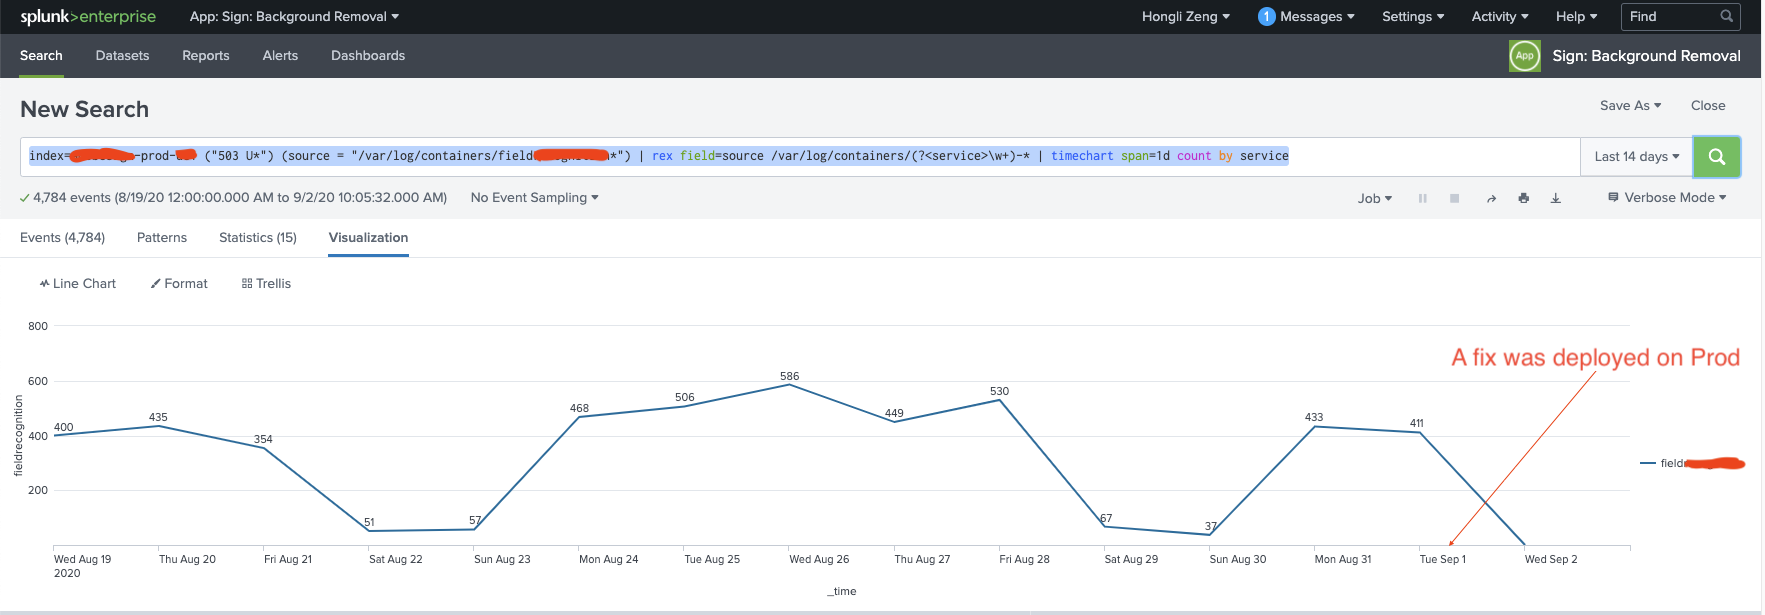 splunk>enterprise App: Sign: Background Removal Hongli Zeng 1 Messages Settings Activity Help Find
Search Datasets Reports Alerts Dashboards App Sign: Background Removal
New Search Save As Close
index= -prod- ("503 U*") (source = "/var/log/containers/field *") | rex field=source /var/log/containers/(?<service>\w+)-* | timechart span=1d count by service Last 14 days
4,784 events (8/19/20 12:00:00.000 AM to 9/2/20 10:05:32.000 AM) No Event Sampling Job Verbose Mode
Events (4,784) Patterns Statistics (15) Visualization
Line Chart Format Trellis
800
A fix was deployed on Prod
600
586
530
506
468
449
435
433
411
400
400
354
fieldrecognition
field
200
67
57
51
37
Wed Aug 19 Thu Aug 20 Fri Aug 21 Sat Aug 22 Sun Aug 23 Mon Aug 24 Tue Aug 25 Wed Aug 26 Thu Aug 27 Fri Aug 28 Sat Aug 29 Sun Aug 30 Mon Aug 31 Tue Sep 1 Wed Sep 2
2020
_time